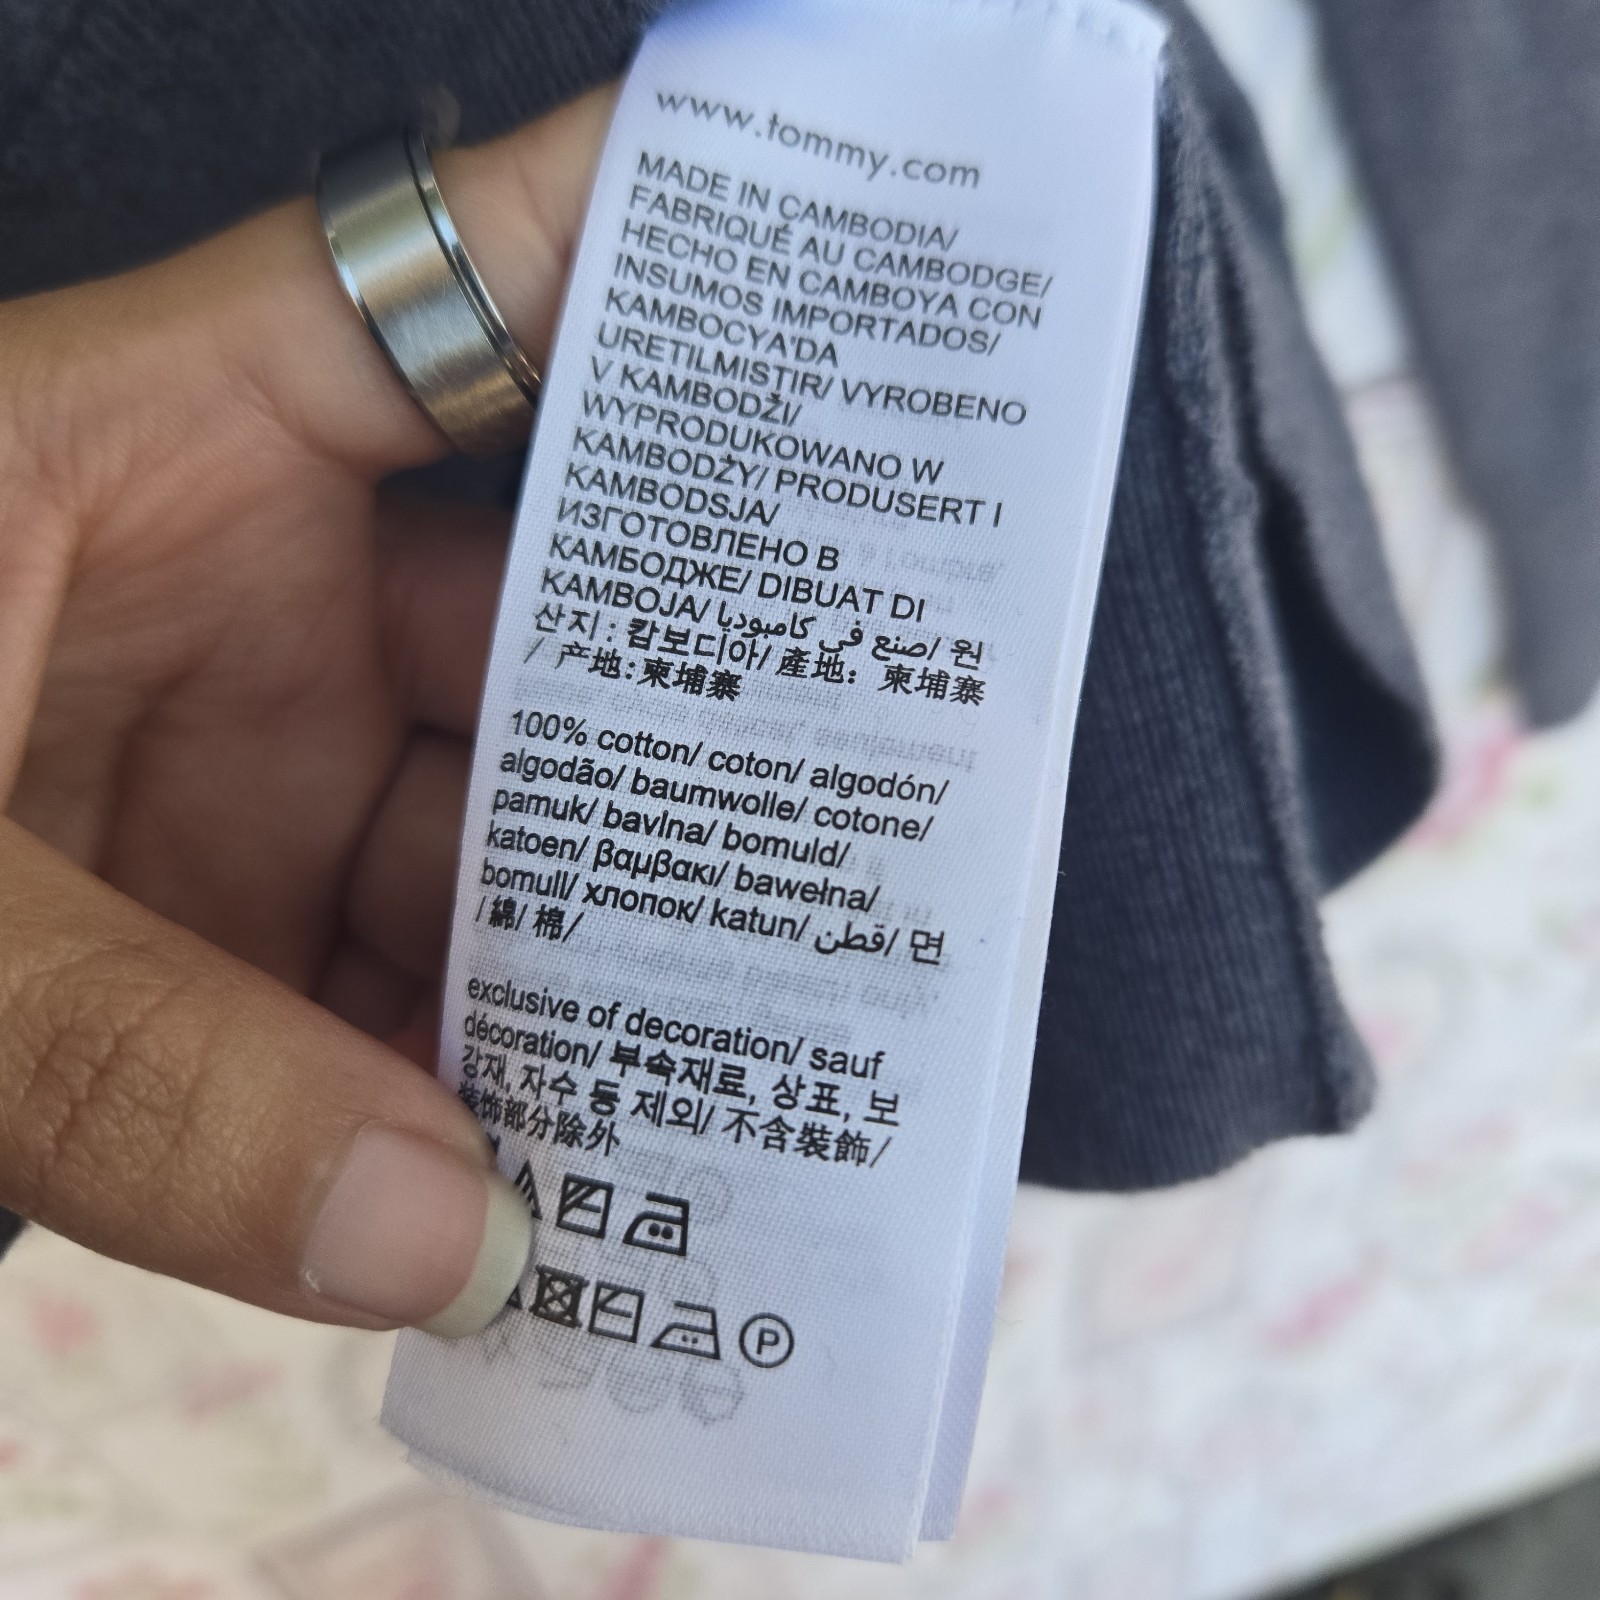 www.tommy.com
MADE IN CAMBODIA/
FABRIQUÉ AU CAMBODGE/
HECHO EN CAMBOYA CON
INSUMOS IMPORTADOS/
KAMBOCYA'DA
URETILMISTIR/ VYROBENO
V KAMBODŽI/
WYPRODUKOWANO W
KAMBODŻY/ PRODUSERT I
KAMBODSJA/
ИЗГОТОВЛЕНО В
КАМБОДЖЕ/ DIBUAT DI
KAMBOJA/ صنع في كامبوديا/ 원
산지: 캄보디아/ 產地: 柬埔寨
/ 产地:柬埔寨
100% cotton/ coton/ algodón/
algodão/ baumwolle/ cotone/
pamuk/ bavlna/ bomuld/
katoen/ βαμβακι/ bawełna/
bomull/ хлопок/ katun/ قطن/ 면
/ 綿/ 棉/
exclusive of decoration/ sauf
décoration/ 부속재료, 상표, 보
강재, 자수 등 제외/ 不含裝飾/
装饰部分除外
P